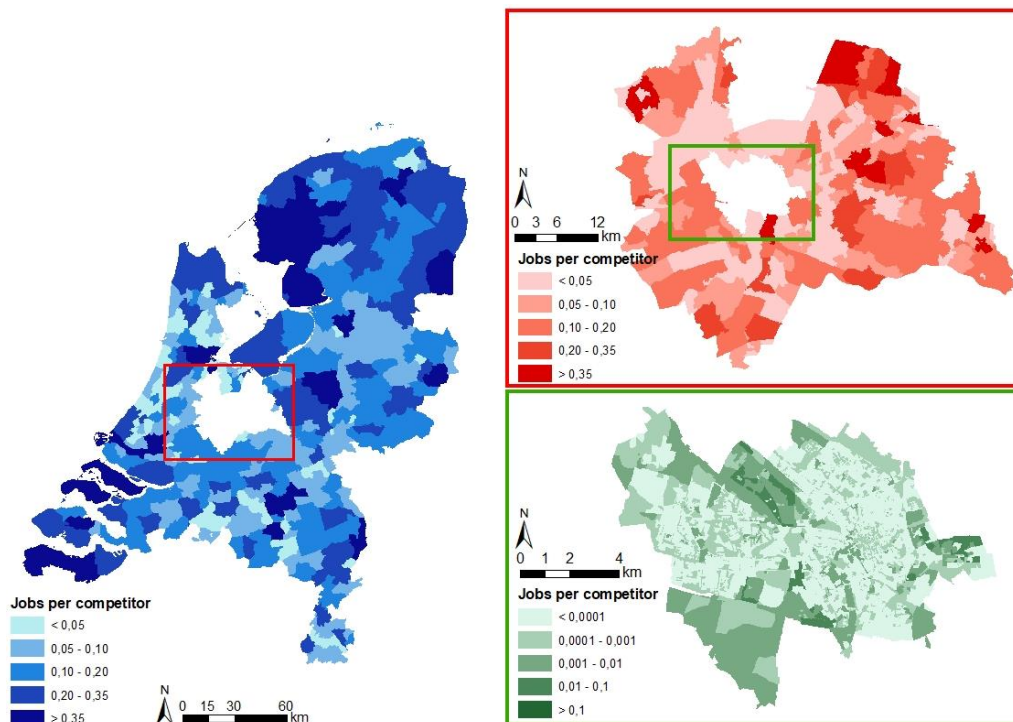 Jobs per competitor
< 0,05
0,05 - 0,10
0,10 - 0,20
0,20 - 0,35
> 0,35
N
0 15 30 60
km
N
0 3 6 12
km
Jobs per competitor
< 0,05
0,05 - 0,10
0,10 - 0,20
0,20 - 0,35
> 0,35
N
0 1 2 4
km
Jobs per competitor
< 0,0001
0,0001 - 0,001
0,001 - 0,01
0,01 - 0,1
> 0,1